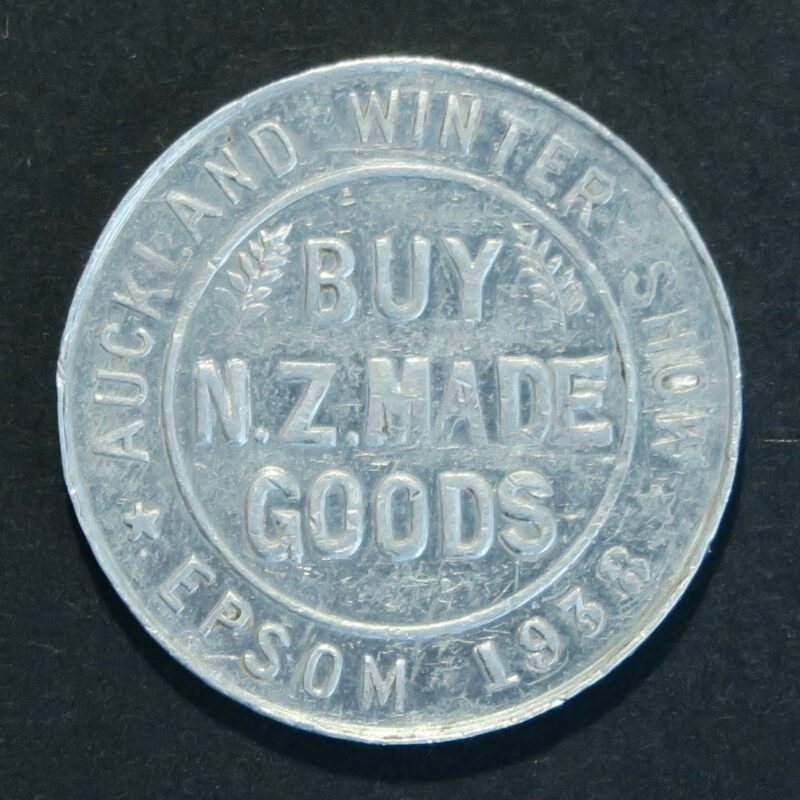 AUCKLAND WINTER SHOW
BUY
N.Z.MADE
GOODS
EPSOM 1938